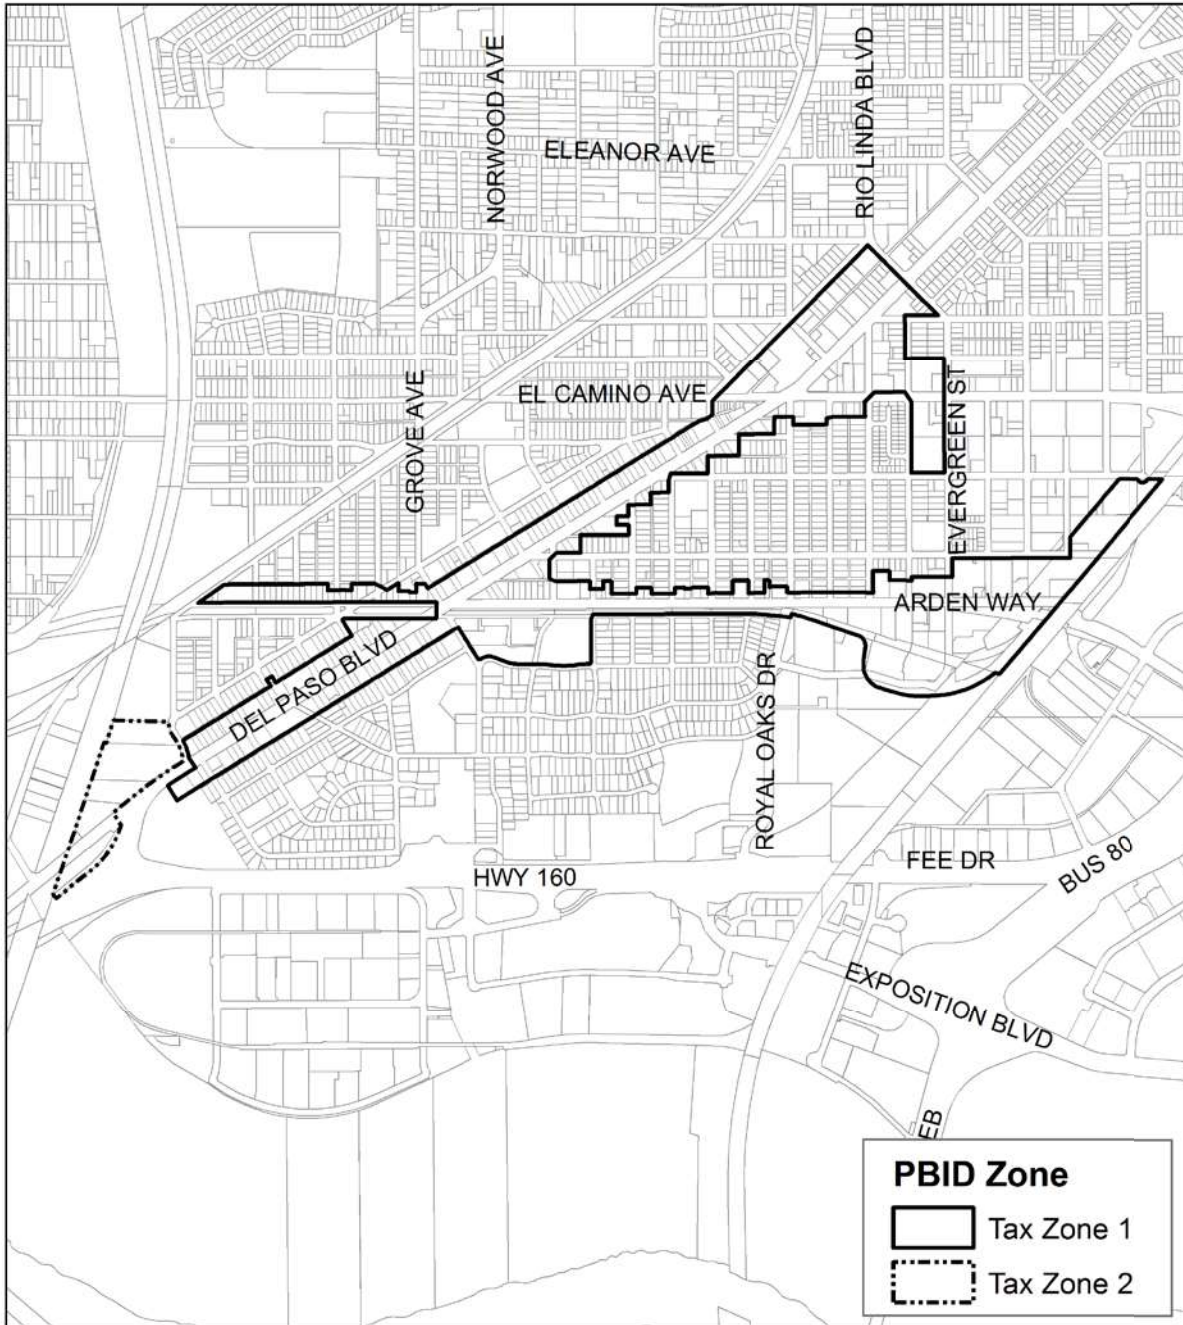 NORWOOD AVE
RIO LINDA BLVD
ELEANOR AVE
EL CAMINO AVE
GROVE AVE
EVERGREEN ST
ARDEN WAY
DEL PASO BLVD
ROYAL OAKS DR
HWY 160
FEE DR
BUS 80
EXPOSITION BLVD
EB
PBID Zone
Tax Zone 1
Tax Zone 2